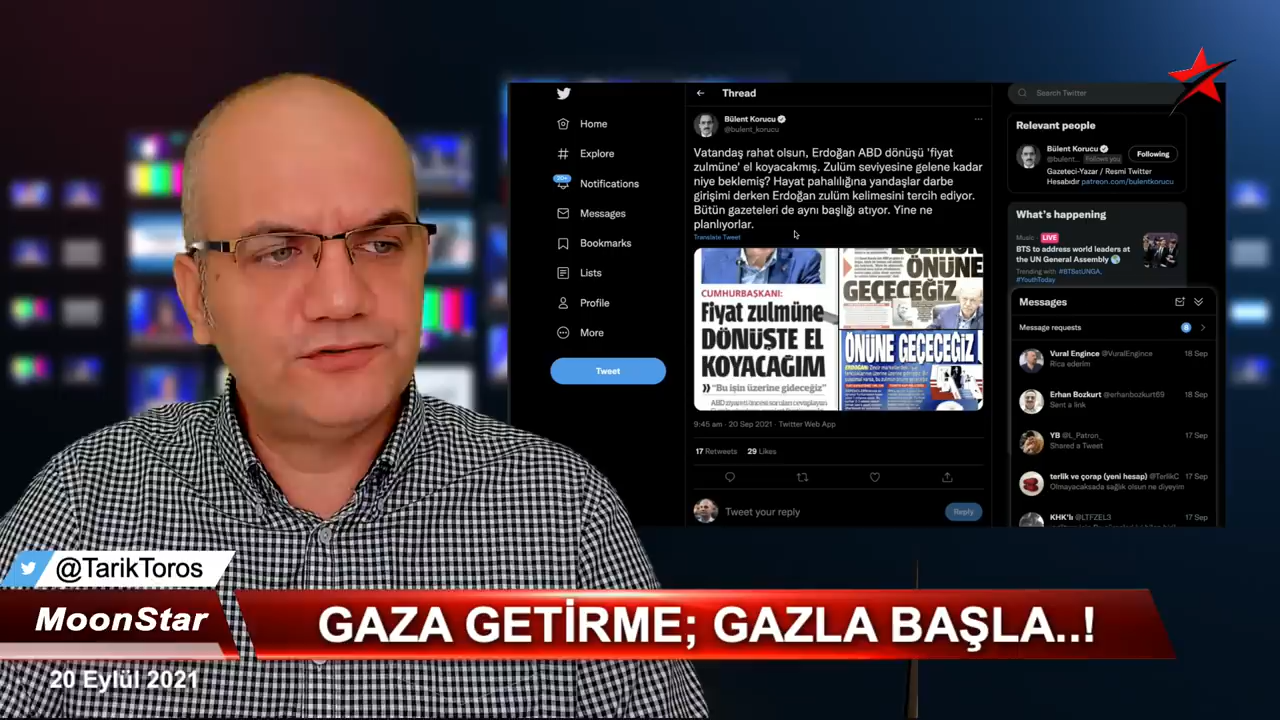 Home
Explore
20+
Notifications
Messages
Bookmarks
Lists
Profile
More
Tweet
Thread
Bülent Korucu
@bulent_korucu
Vatandaş rahat olsun, Erdoğan ABD dönüşü 'fiyat
zulmüne' el koyacakmış. Zulüm seviyesine gelene kadar
niye beklemiş? Hayat pahalılığına yandaşlar darbe
girişimi derken Erdoğan zulüm kelimesini tercih ediyor.
Bütün gazeteleri de aynı başlığı atıyor. Yine ne
planlıyorlar.
Translate Tweet
CUMHURBAŞKANI:
Fiyat zulmüne
DÖNÜŞTE EL
KOYACAĞIM
"Bu işin üzerine gideceğiz"
ÖNÜNE
GEÇECEĞİZ
ÖNÜNE GEÇECEĞİZ
9:45 am · 20 Sep 2021 · Twitter Web App
17 Retweets 29 Likes
Tweet your reply
Reply
Search Twitter
Relevant people
Bülent Korucu
@bulent... Follows you
Following
Gazeteci-Yazar / Resmi Twitter
Hesabıdır patreon.com/bulentkorucu
What's happening
Music LIVE
BTS to address world leaders at
the UN General Assembly
Trending with #BTSatUNGA,
#YouthToday
Messages
Message requests
8
Vural Engince @VuralEngince 18 Sep
Rica ederim
Erhan Bozkurt @erhanbozkurt69 18 Sep
Sent a link
YB @L_Patron_ 17 Sep
Shared a Tweet
terlik ve çorap (yeni hesap) @TerlikC 17 Sep
Olmayacaksada sağlık olsun ne diyeyim
KHK'lı @LTFZEL3 17 Sep
@TarikToros
MoonStar
GAZA GETİRME; GAZLA BAŞLA..!
20 Eylül 2021